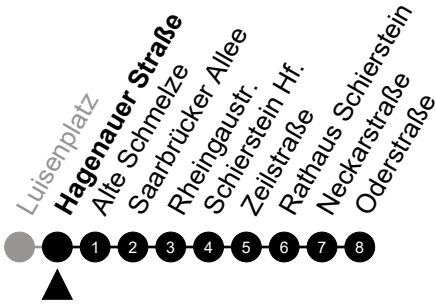 Luisenplatz
Hagenauer Straße
Alte Schmelze
Saarbrücker Allee
Rheingaustr.
Schierstein Hf.
Zeilstraße
Rathaus Schierstein
Neckarstraße
Oderstraße
1 2 3 4 5 6 7 8